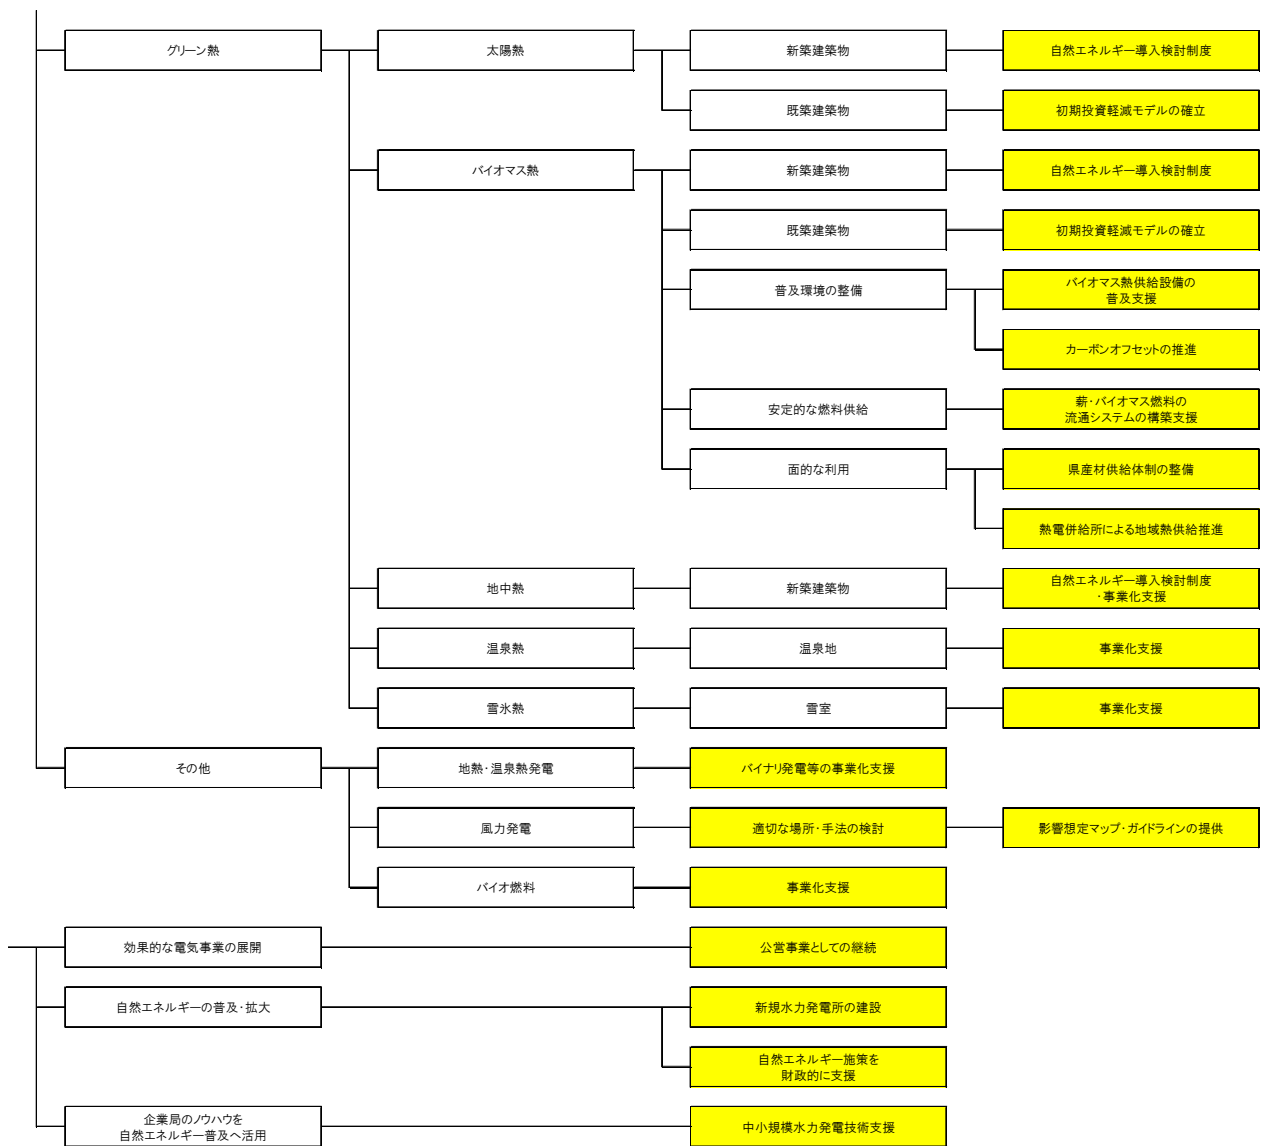 グリーン熱
太陽熱
新築建築物
自然エネルギー導入検討制度
既築建築物
初期投資軽減モデルの確立
バイオマス熱
新築建築物
自然エネルギー導入検討制度
既築建築物
初期投資軽減モデルの確立
普及環境の整備
バイオマス熱供給設備の
普及支援
カーボンオフセットの推進
安定的な燃料供給
薪・バイオマス燃料の
流通システムの構築支援
面的な利用
県産材供給体制の整備
熱電併給所による地域熱供給推進
地中熱
新築建築物
自然エネルギー導入検討制度
・事業化支援
温泉熱
温泉地
事業化支援
雪氷熱
雪室
事業化支援
その他
地熱・温泉熱発電
バイナリ発電等の事業化支援
風力発電
適切な場所・手法の検討
影響想定マップ・ガイドラインの提供
バイオ燃料
事業化支援
効果的な電気事業の展開
公営事業としての継続
自然エネルギーの普及・拡大
新規水力発電所の建設
自然エネルギー施策を
財政的に支援
企業局のノウハウを
自然エネルギー普及へ活用
中小規模水力発電技術支援